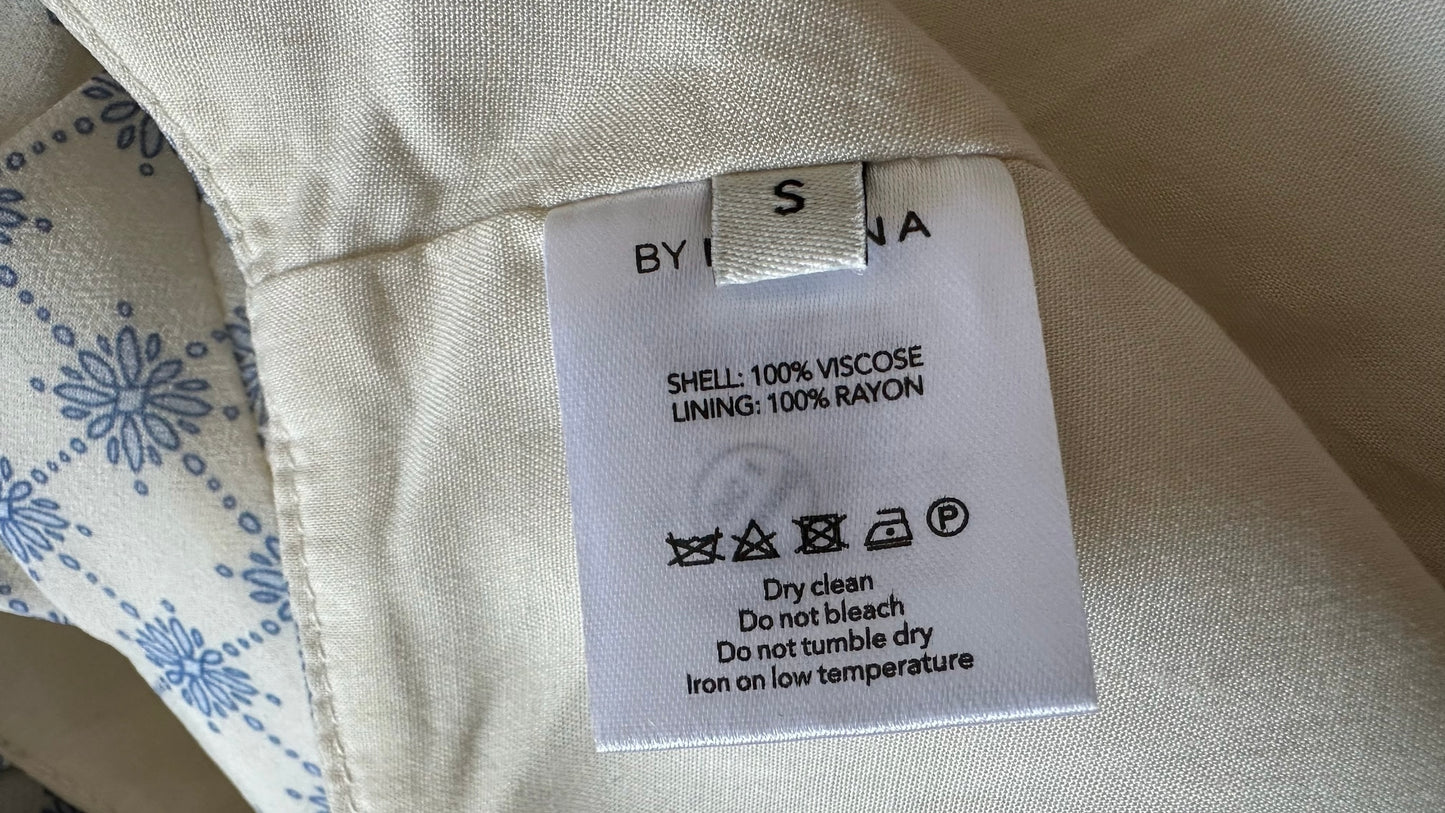 S
BY
SHELL: 100% VISCOSE
LINING: 100% RAYON
P
Dry clean
Do not bleach
Do not tumble dry
Iron on low temperature